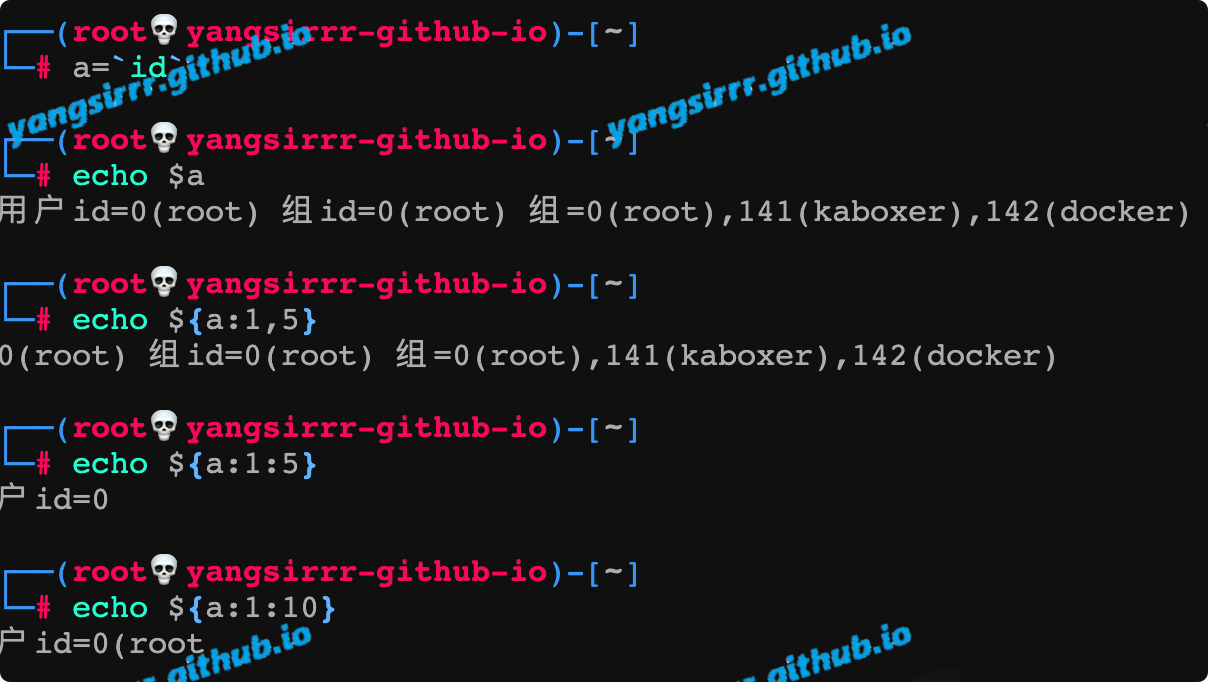 ┌──(root💀yangsirrr-github-io)-[~]
└─# a=`id`
┌──(root💀yangsirrr-github-io)-[~]
└─# echo $a
用户id=0(root) 组id=0(root) 组=0(root),141(kaboxer),142(docker)
┌──(root💀yangsirrr-github-io)-[~]
└─# echo ${a:1,5}
0(root) 组id=0(root) 组=0(root),141(kaboxer),142(docker)
┌──(root💀yangsirrr-github-io)-[~]
└─# echo ${a:1:5}
户id=0
┌──(root💀yangsirrr-github-io)-[~]
└─# echo ${a:1:10}
户id=0(root
yangsirrr.github.io
yangsirrr.github.io
github.io
github.io